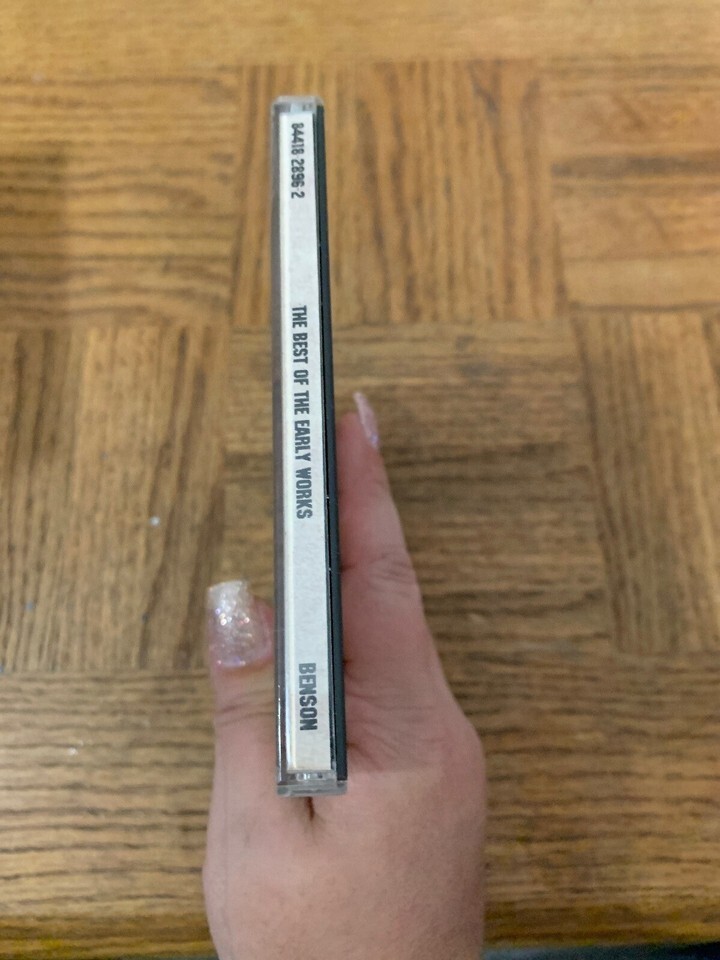 84418 2896 2
THE BEST OF THE EARLY WORKS
BENSON